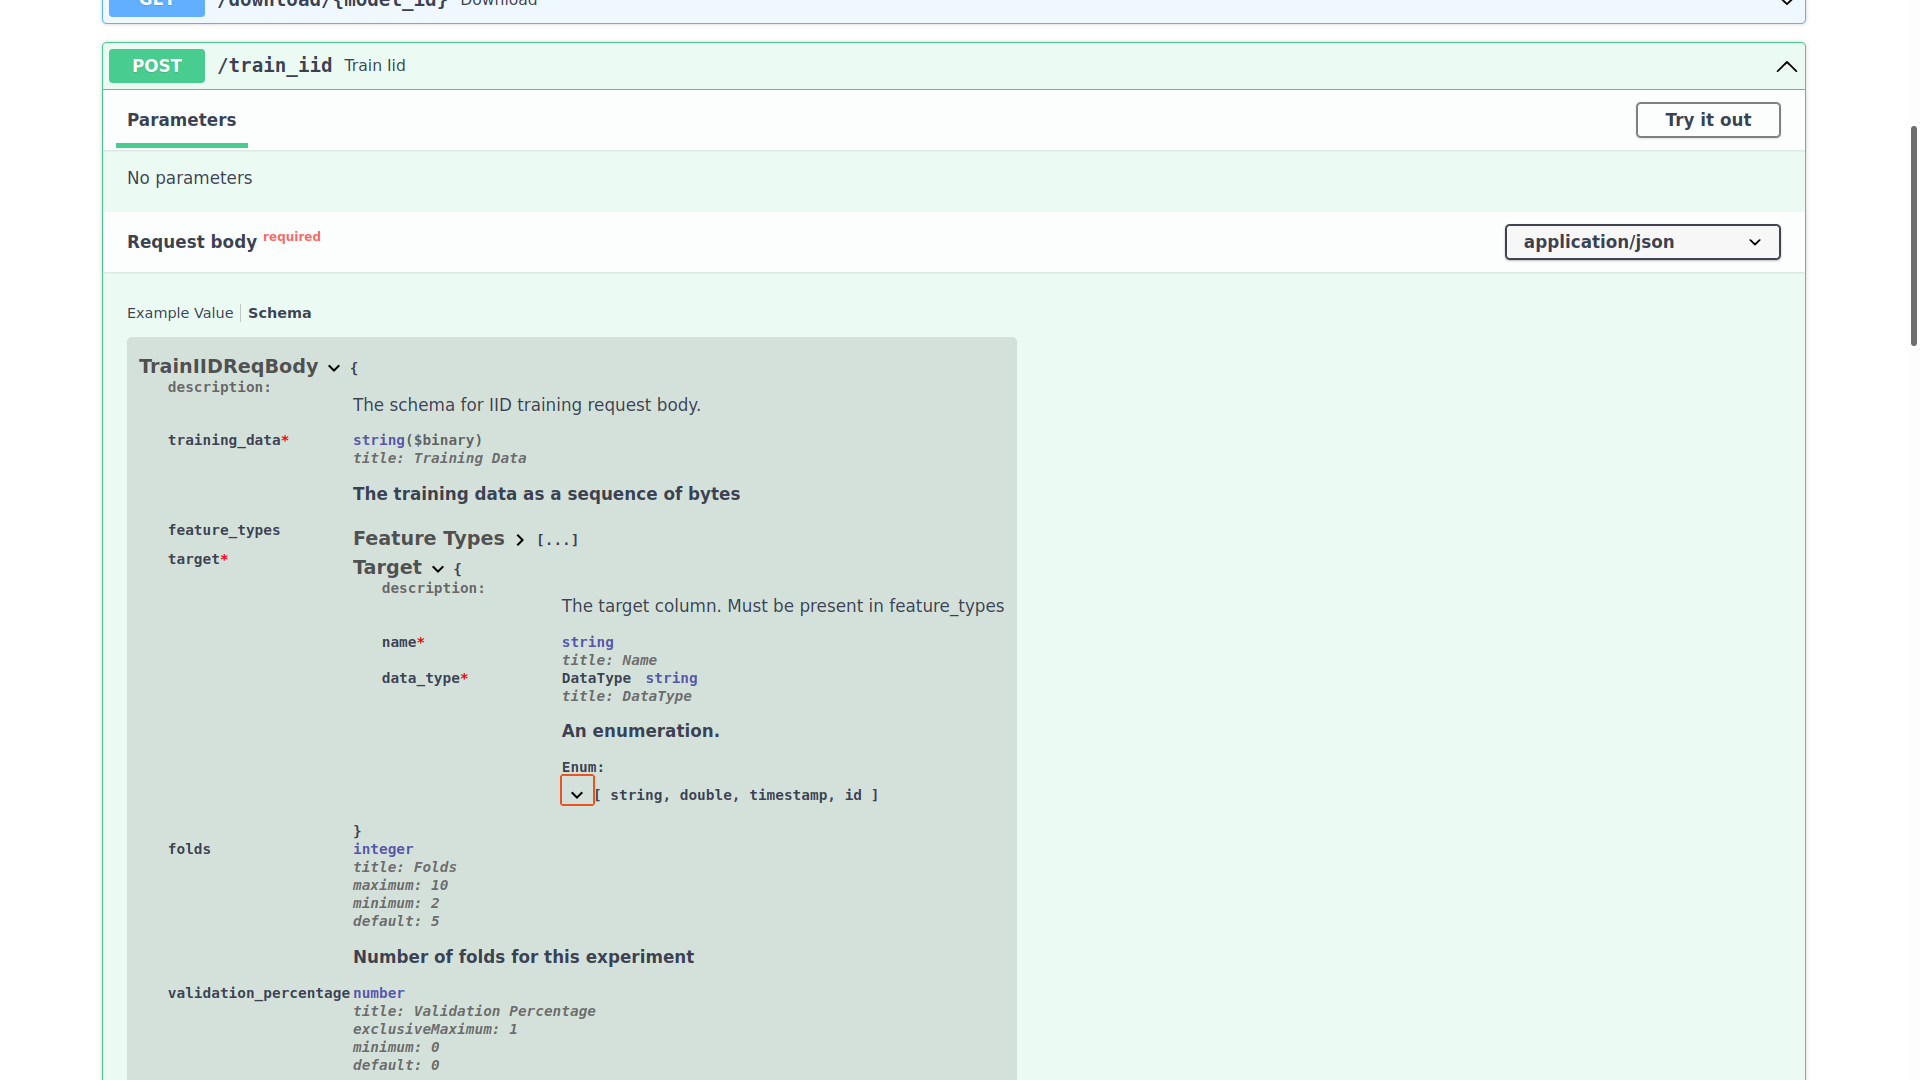 GET /download/{model_id} Download
POST /train_iid Train Iid
Parameters
Try it out
No parameters
Request body required
application/json
Example Value Schema
TrainIIDReqBody {
description:
The schema for IID training request body.
training_data* string($binary)
title: Training Data
The training data as a sequence of bytes
feature_types Feature Types [...]
target* Target {
description:
The target column. Must be present in feature_types
name* string
title: Name
data_type* DataType string
title: DataType
An enumeration.
Enum:
[ string, double, timestamp, id ]
}
folds integer
title: Folds
maximum: 10
minimum: 2
default: 5
Number of folds for this experiment
validation_percentage number
title: Validation Percentage
exclusiveMaximum: 1
minimum: 0
default: 0